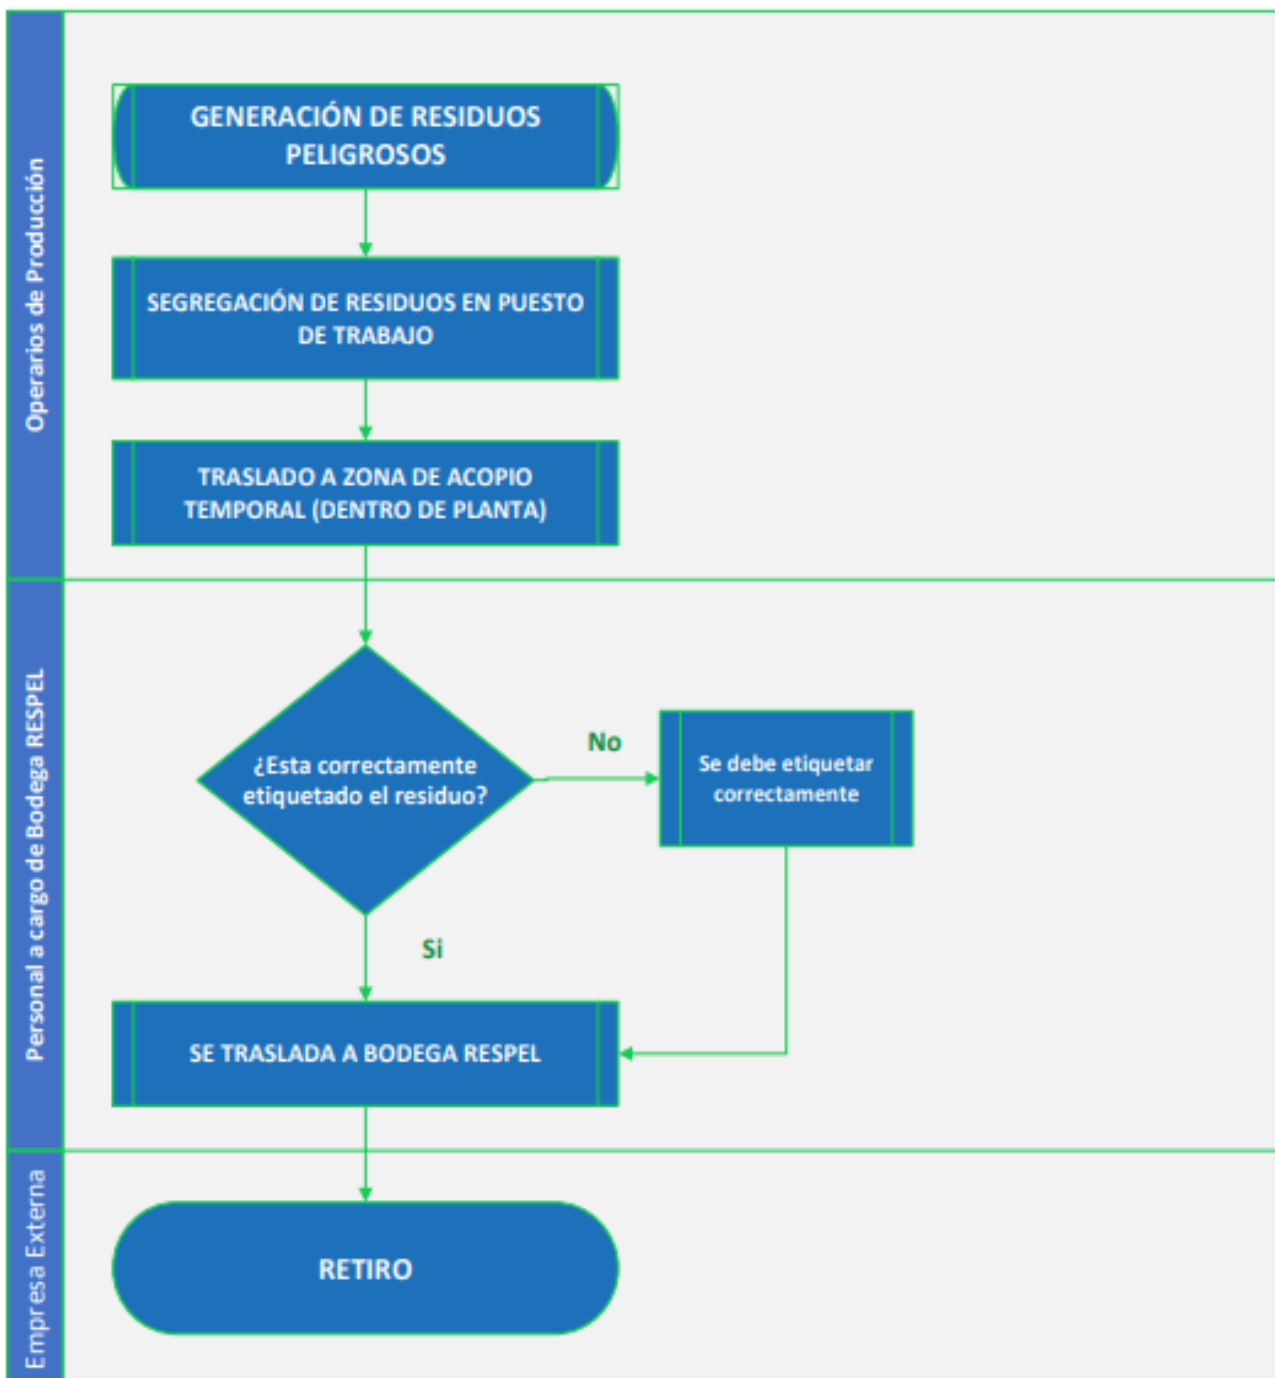 Operarios de Producción
GENERACIÓN DE RESIDUOS
PELIGROSOS
SEGREGACIÓN DE RESIDUOS EN PUESTO
DE TRABAJO
TRASLADO A ZONA DE ACOPIO
TEMPORAL (DENTRO DE PLANTA)
Personal a cargo de Bodega RESPEL
¿Esta correctamente
etiquetado el residuo?
No
Se debe etiquetar
correctamente
Si
SE TRASLADA A BODEGA RESPEL
Empresa Externa
RETIRO